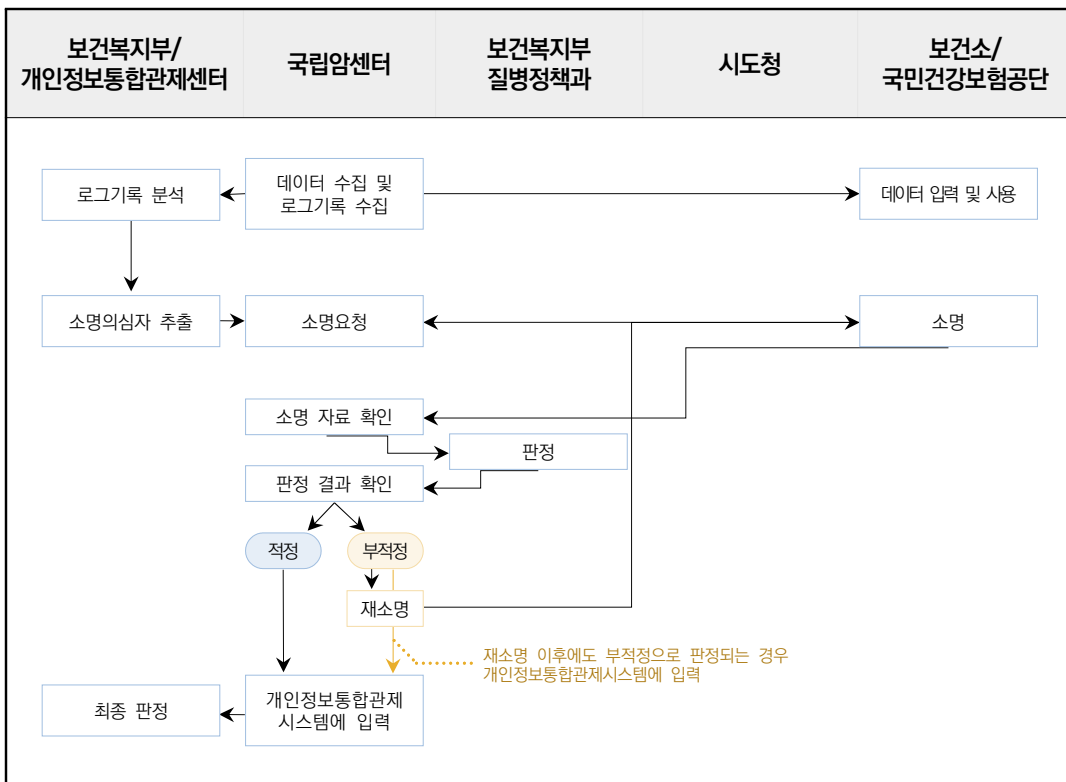 보건복지부/
개인정보통합관제센터
국립암센터
보건복지부
질병정책과
시도청
보건소/
국민건강보험공단
로그기록 분석
데이터 수집 및
로그기록 수집
데이터 입력 및 사용
소명의심자 추출
소명요청
소명
소명 자료 확인
판정
판정 결과 확인
적정
부적정
재소명
재소명 이후에도 부적정으로 판정되는 경우
개인정보통합관제시스템에 입력
최종 판정
개인정보통합관제
시스템에 입력